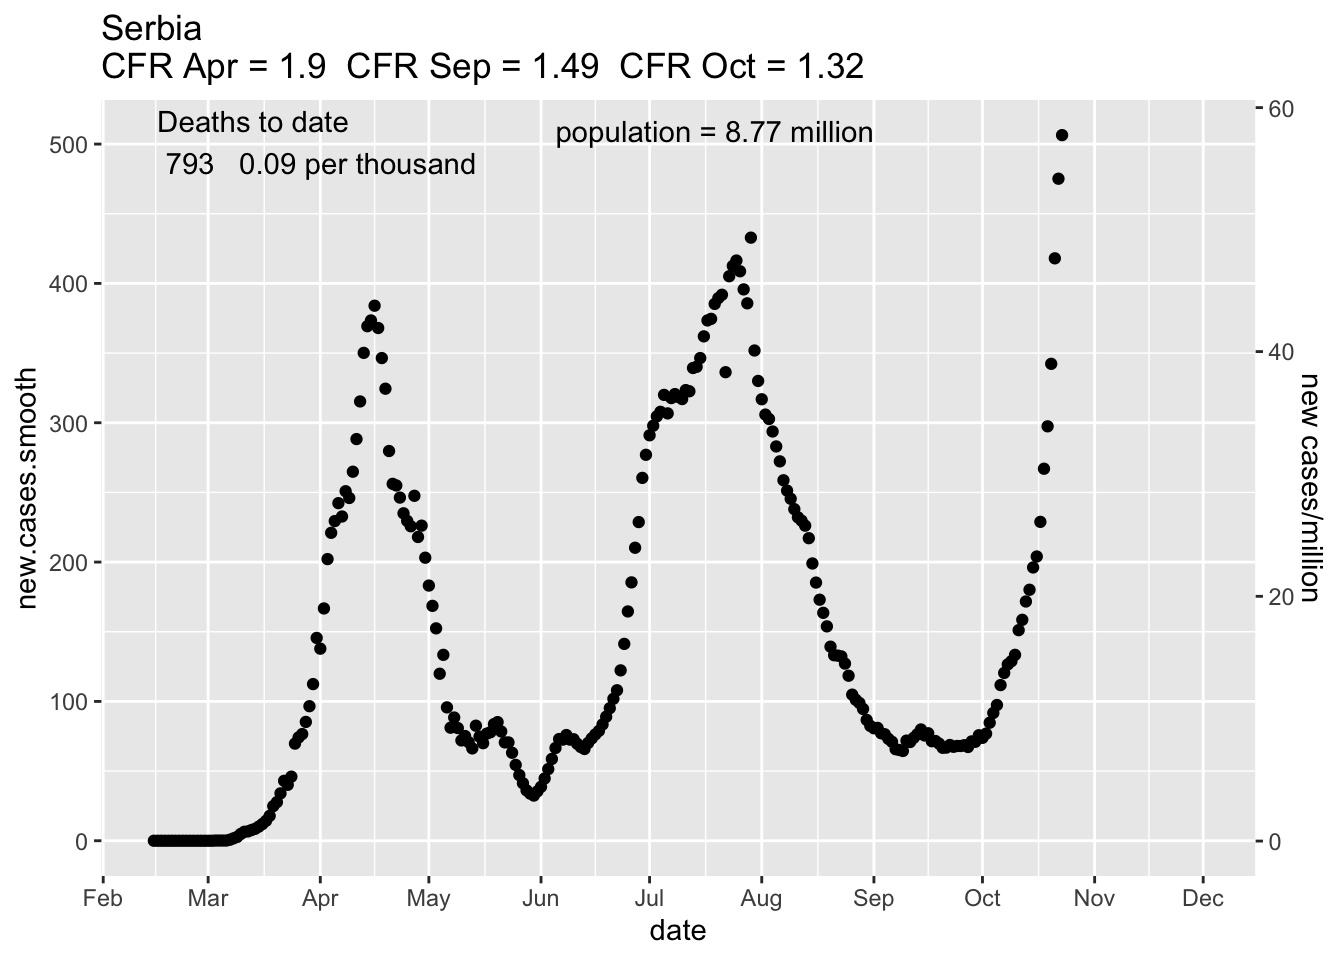 Serbia
CFR Apr = 1.9  CFR Sep = 1.49  CFR Oct = 1.32
Deaths to date
793   0.09 per thousand
population = 8.77 million
new.cases.smooth
500
400
300
200
100
0
60
40
20
0
new cases/million
Feb Mar Apr May Jun Jul Aug Sep Oct Nov Dec
date